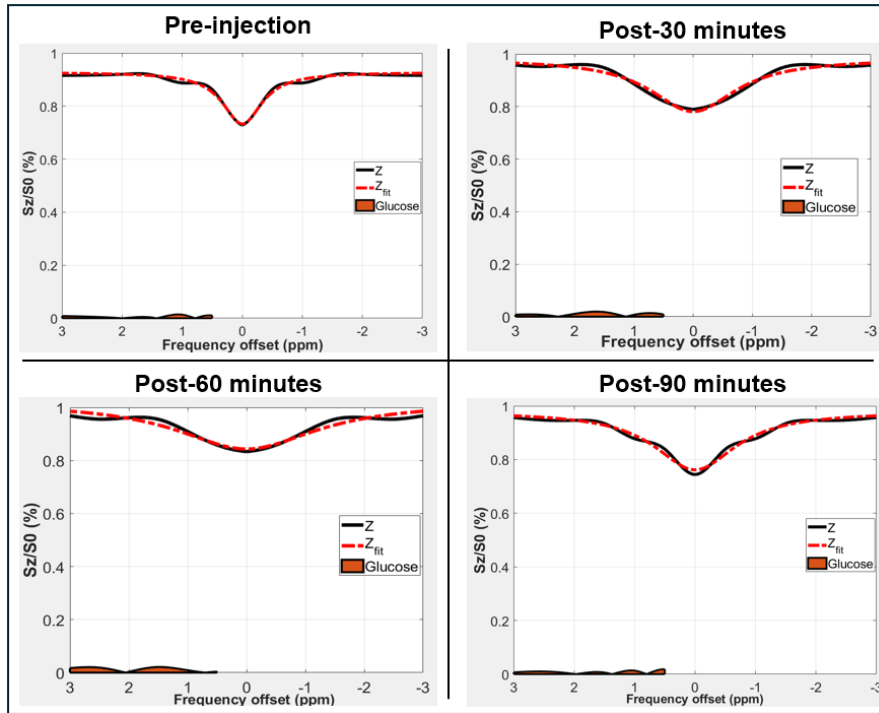 Pre-injection
1
0.8
0.6
0.4
0.2
0
Sz/S0 (%)
Z
Z_fit
Glucose
3 2 1 0 -1 -2 -3
Frequency offset (ppm)
Post-30 minutes
1
0.8
0.6
0.4
0.2
0
Sz/S0 (%)
Z
Z_fit
Glucose
3 2 1 0 -1 -2 -3
Frequency offset (ppm)
Post-60 minutes
1
0.8
0.6
0.4
0.2
0
Sz/S0 (%)
Z
Z_fit
Glucose
3 2 1 0 -1 -2 -3
Frequency offset (ppm)
Post-90 minutes
1
0.8
0.6
0.4
0.2
0
Sz/S0 (%)
Z
Z_fit
Glucose
3 2 1 0 -1 -2 -3
Frequency offset (ppm)